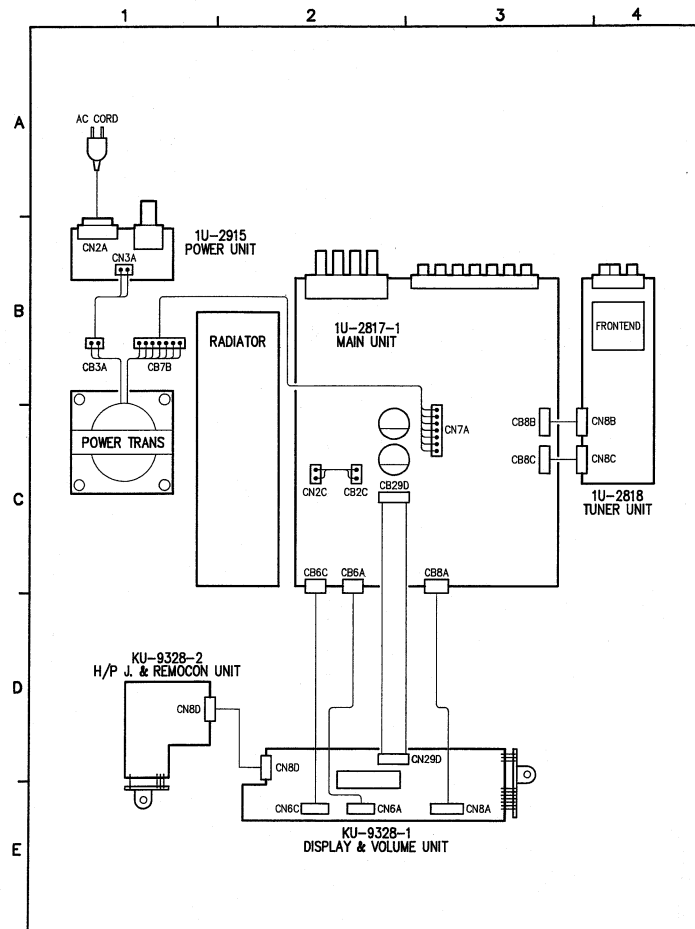 1 2 3 4
A
AC CORD
CN2A
1U-2915
POWER UNIT
CN3A
B
1U-2817-1
MAIN UNIT
FRONTEND
CB3A
CB7B
RADIATOR
POWER TRANS
CN7A
CB8B
CN8B
CB8C
CN8C
C
CN2C
CB2C
CB29D
1U-2818
TUNER UNIT
CB6C
CB6A
CB8A
D
KU-9328-2
H/P J. & REMOCON UNIT
CN8D
CN8D
CN29D
CN6C
CN6A
CN8A
KU-9328-1
DISPLAY & VOLUME UNIT
E